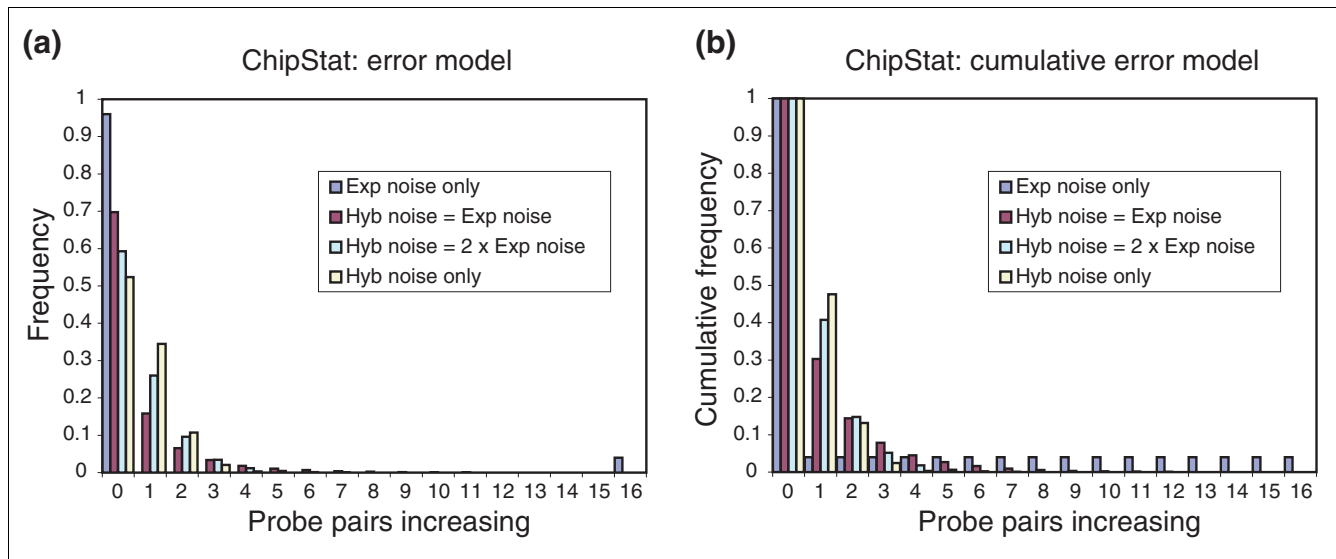 (a)
ChipStat: error model
Frequency
1
0.9
0.8
0.7
0.6
0.5
0.4
0.3
0.2
0.1
0
Exp noise only
Hyb noise = Exp noise
Hyb noise = 2 x Exp noise
Hyb noise only
0 1 2 3 4 5 6 7 8 9 10 11 12 13 14 15 16
Probe pairs increasing
(b)
ChipStat: cumulative error model
Cumulative frequency
1
0.9
0.8
0.7
0.6
0.5
0.4
0.3
0.2
0.1
0
Exp noise only
Hyb noise = Exp noise
Hyb noise = 2 x Exp noise
Hyb noise only
0 1 2 3 4 5 6 7 8 9 10 11 12 13 14 15 16
Probe pairs increasing